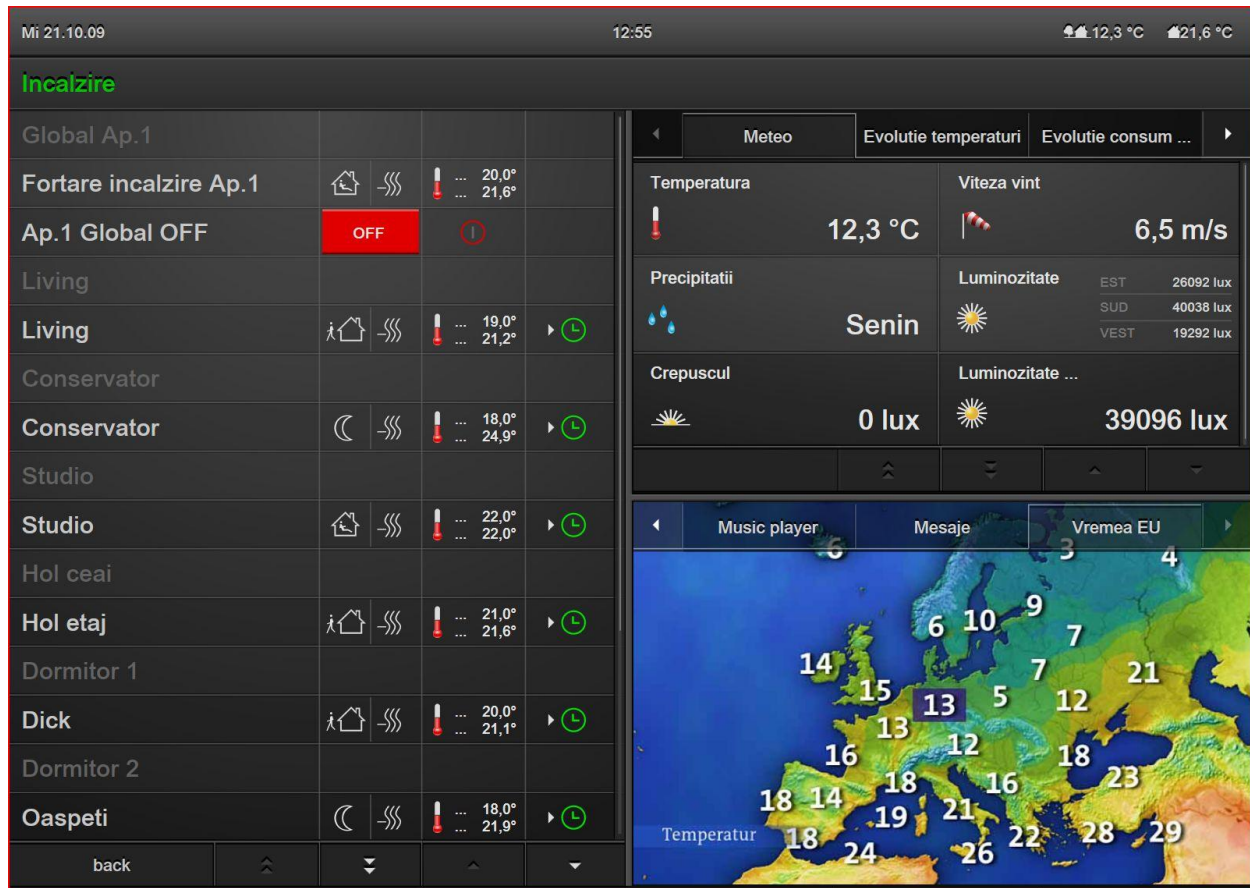 Mi 21.10.09 12:55 12,3 °C 21,6 °C
Incalzire
Global Ap.1
Fortare incalzire Ap.1 ... 20,0°
... 21,6°
Ap.1 Global OFF OFF
Living
Living ... 19,0°
... 21,2°
Conservator
Conservator ... 18,0°
... 24,9°
Studio
Studio ... 22,0°
... 22,0°
Hol ceai
Hol etaj ... 21,0°
... 21,6°
Dormitor 1
Dick ... 20,0°
... 21,1°
Dormitor 2
Oaspeti ... 18,0°
... 21,9°
back
Meteo Evolutie temperaturi Evolutie consum ...
Temperatura
12,3 °C
Viteza vint
6,5 m/s
Precipitatii
Senin
Luminozitate
EST 26092 lux
SUD 40038 lux
VEST 19292 lux
Crepuscul
0 lux
Luminozitate ...
39096 lux
Music player Mesaje Vremea EU
6 3 4
9
6 10 7
14 7 21
15 13 5 12
13 12
16 18
18 16 23
18 14 19 21
Temperatur 18 22 28 29
24 26